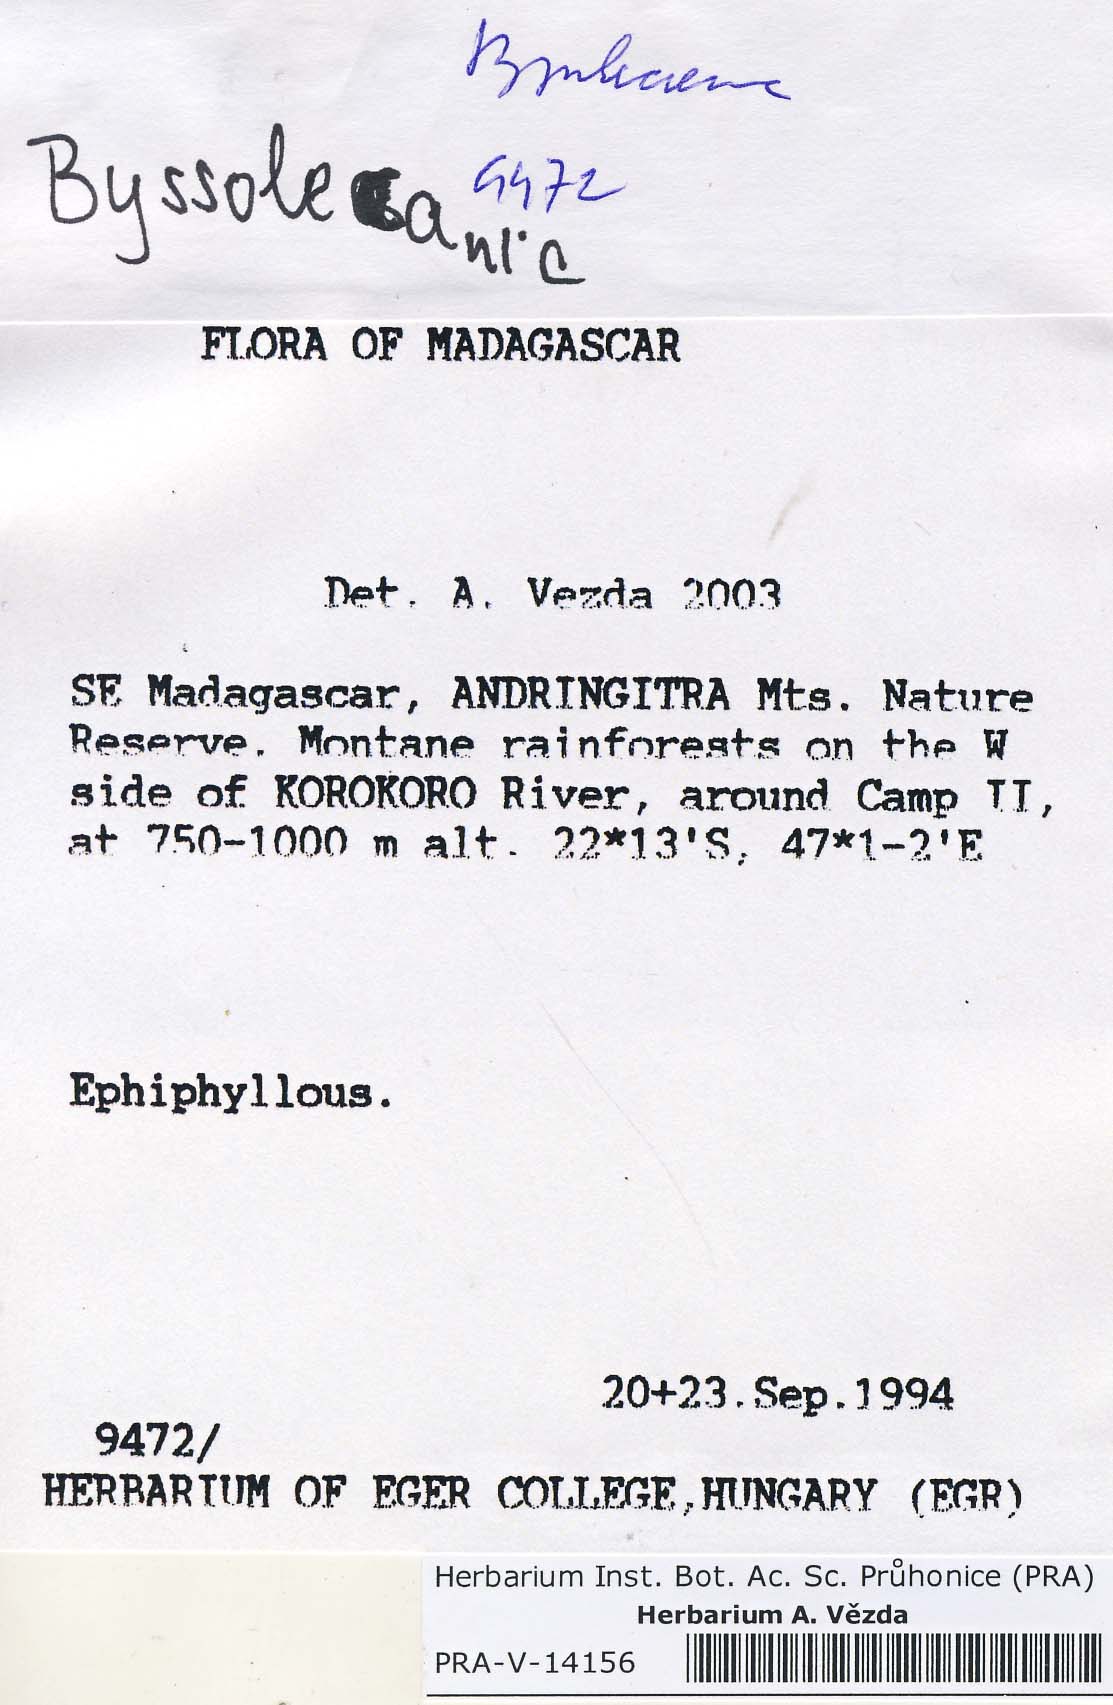 9472
Byssolecania
FLORA OF MADAGASCAR
Det. A. Vezda 2003
SE Madagascar, ANDRINGITRA Mts. Nature
Reserve. Montane rainforests on the W
side of KOROKORO River, around Camp II,
at 750-1000 m alt. 22*13'S, 47*1-2'E
Ephiphyllous.
20+23.Sep.1994
9472/
HERBARIUM OF EGER COLLEGE,HUNGARY (EGR)
Herbarium Inst. Bot. Ac. Sc. Průhonice (PRA)
Herbarium A. Vězda
PRA-V-14156